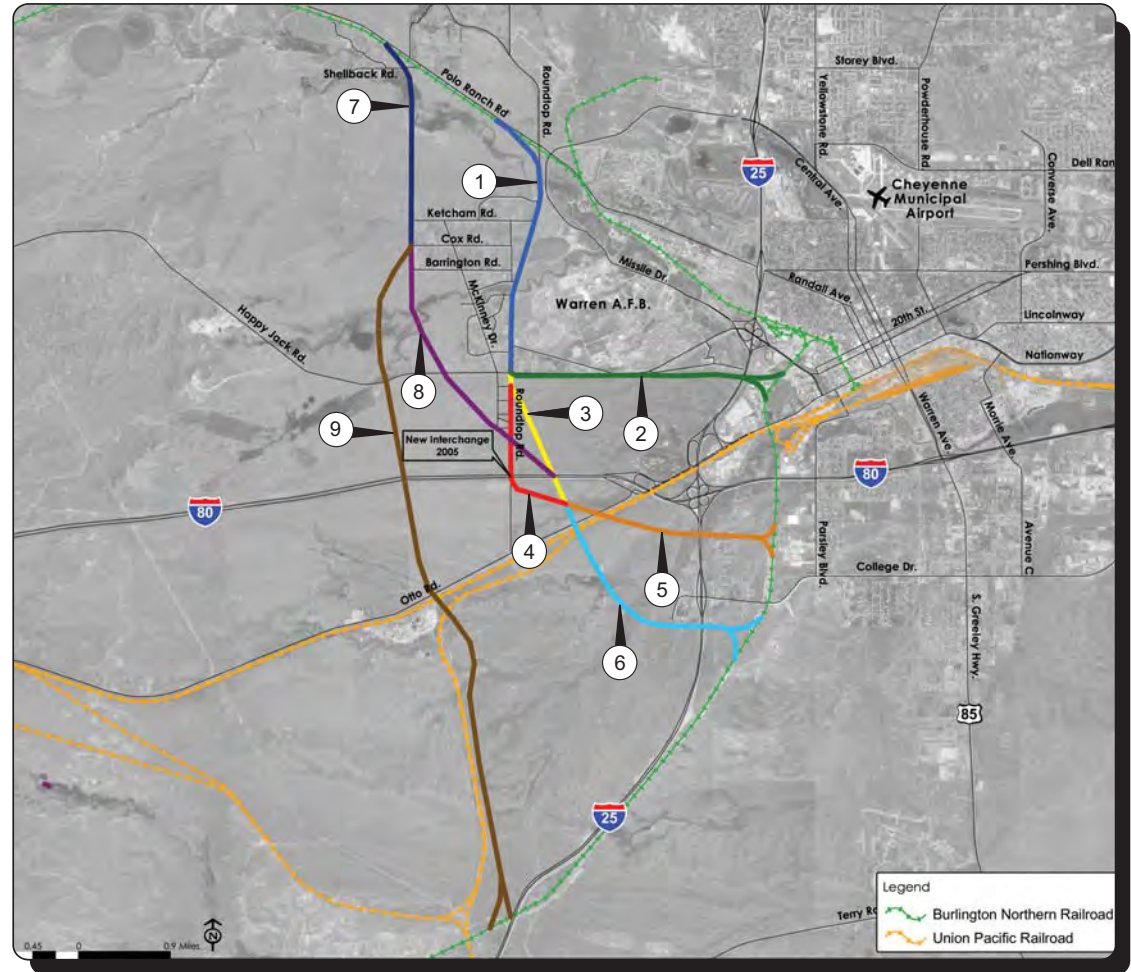 Shellback Rd.
Polo Ranch Rd
Roundtop Rd.
Storey Blvd.
Yellowstone Rd.
Powderhouse Rd
Converse Ave.
Dell Ran
7
25
Central Ave.
Cheyenne
Municipal
Airport
1
Ketcham Rd.
Cox Rd.
Barrington Rd.
McKinney Dr.
Missile Dr.
Randall Ave.
Pershing Blvd.
Warren A.F.B.
20th St.
Lincolnway
Nationway
Happy Jack Rd.
8
Roundtop Rd.
3
2
Warren Ave.
Morrie Ave.
9
New Interchange
2005
80
80
4
5
Parsley Blvd.
College Dr.
Avenue C
Otto Rd.
6
S. Greeley Hwy.
85
25
Terry R
0.45
0
0.9 Miles
N
Legend
Burlington Northern Railroad
Union Pacific Railroad